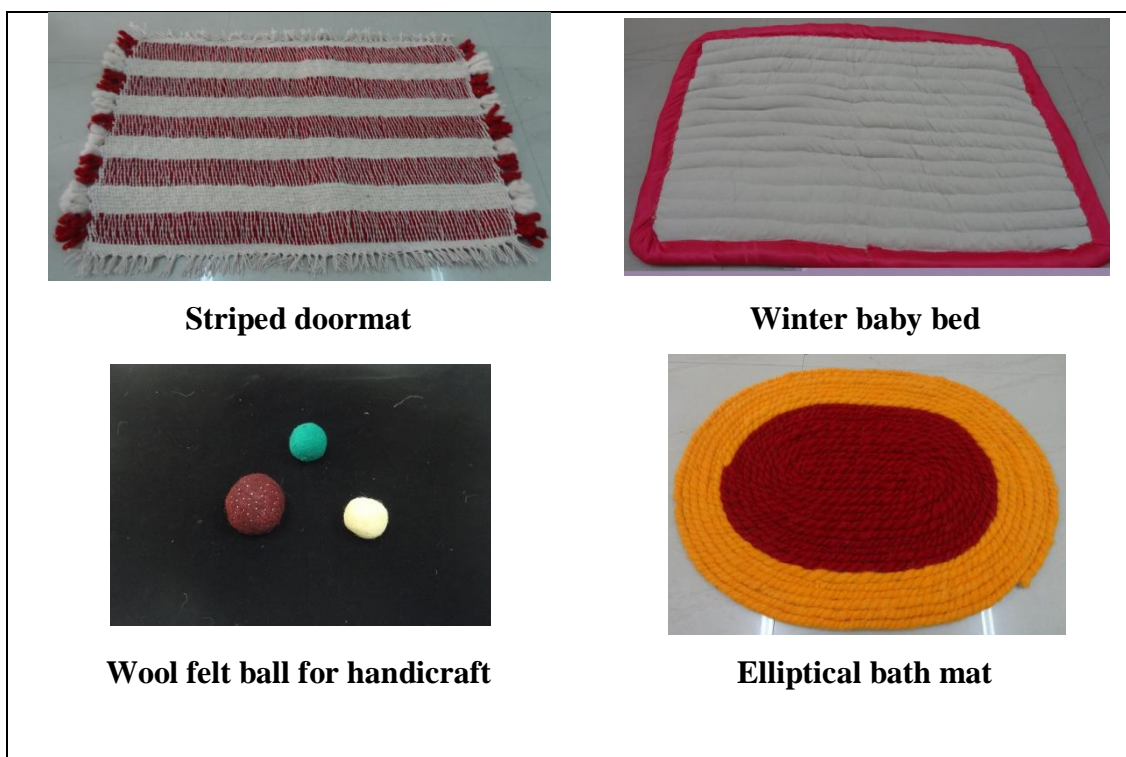 Striped doormat
Winter baby bed
Wool felt ball for handicraft
Elliptical bath mat